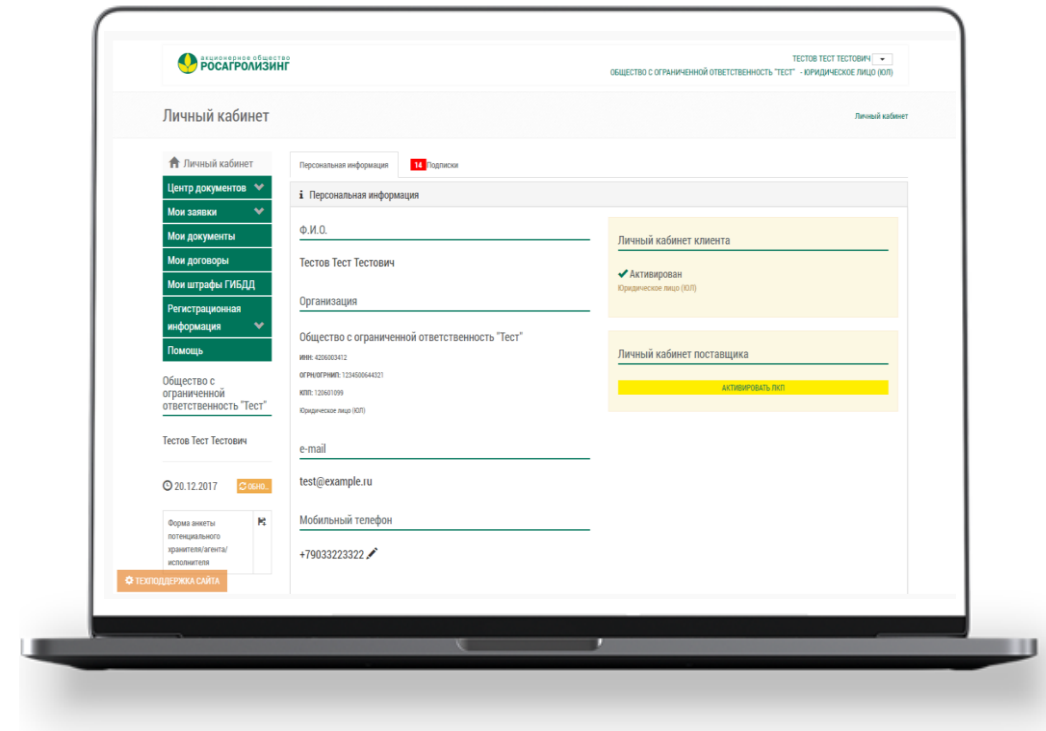 акционерное общество
РОСАГРОЛИЗИНГ
ТЕСТОВ ТЕСТ ТЕСТОВИЧ
ОБЩЕСТВО С ОГРАНИЧЕННОЙ ОТВЕТСТВЕННОСТЬ "ТЕСТ" - ЮРИДИЧЕСКОЕ ЛИЦО (ЮЛ)
Личный кабинет
Личный кабинет
Личный кабинет
Центр документов
Мои заявки
Мои документы
Мои договоры
Мои штрафы ГИБДД
Регистрационная
информация
Помощь
Общество с
ограниченной
ответственность "Тест"
Тестов Тест Тестович
20.12.2017 ОБНО...
Форма анкеты
потенциального
хранителя/агента/
исполнителя
ТЕХПОДДЕРЖКА САЙТА
Персональная информация 14 Подписки
Персональная информация
Ф.И.О.
Тестов Тест Тестович
Организация
Общество с ограниченной ответственность "Тест"
ИНН: 4206003412
ОГРН/ОГРНИП: 1234500644321
КПП: 120601099
Юридическое лицо (ЮЛ)
e-mail
test@example.ru
Мобильный телефон
+79033223322
Личный кабинет клиента
Активирован
Юридическое лицо (ЮЛ)
Личный кабинет поставщика
АКТИВИРОВАТЬ ЛКП